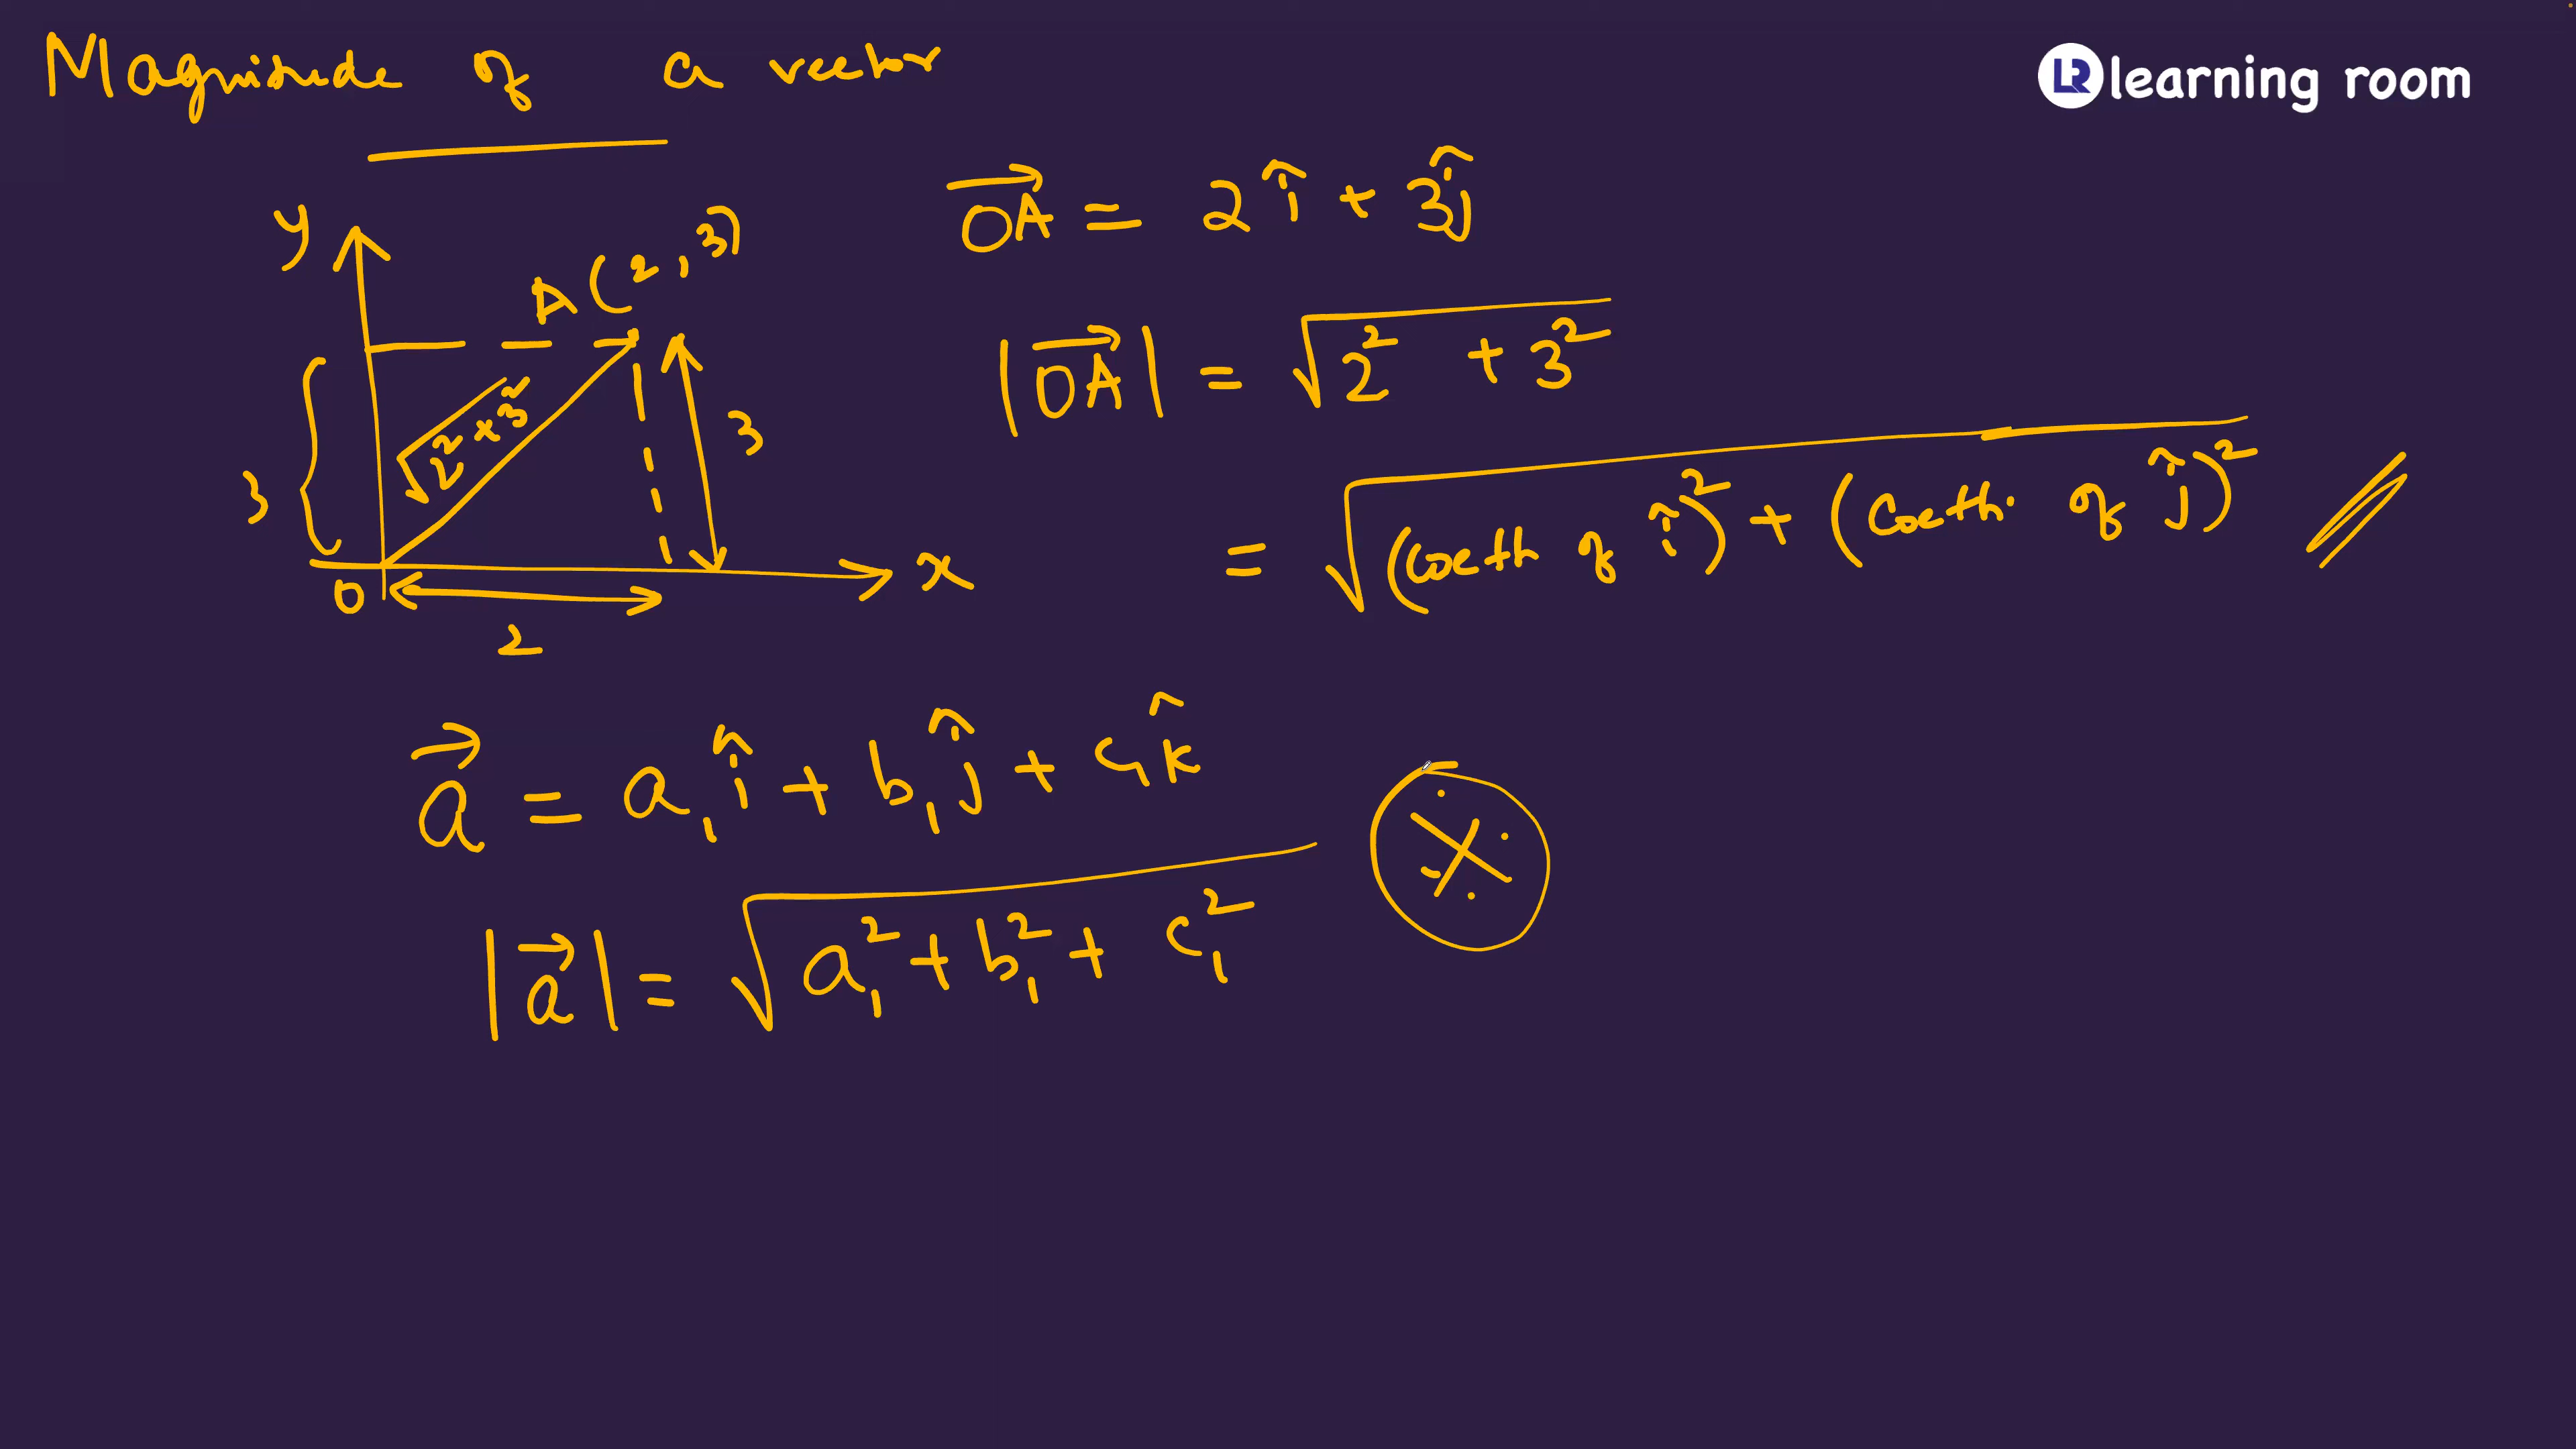 Magnitude of a vector
LR learning room
y
A (2,3)
√2² + 3²
3
3
O
x
2
→OA = 2î + 3ĵ
|→OA| = √2² + 3²
= √(Coeff of î)² + (Coeff. of ĵ)²
→a = a₁î + b₁ĵ + c₁k̂
|→a| = √a₁² + b₁² + c₁²